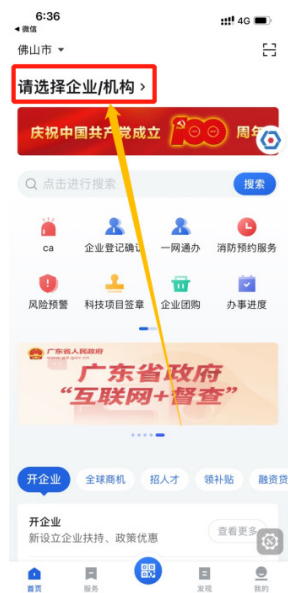 6:36
4G
微信
佛山市
请选择企业/机构
庆祝中国共产党成立 100 周年
点击进行搜索
搜索
ca 企业登记确认 一网通办 消防预约服务
风险预警 科技项目签章 企业团购 办事进度
广东省人民政府
www.gd.gov.cn
广东省政府
“互联网+督查”
开企业 全球商机 招人才 领补贴 融资贷
开企业
新设立企业扶持、政策优惠
查看更多
首页 服务 发现 我的